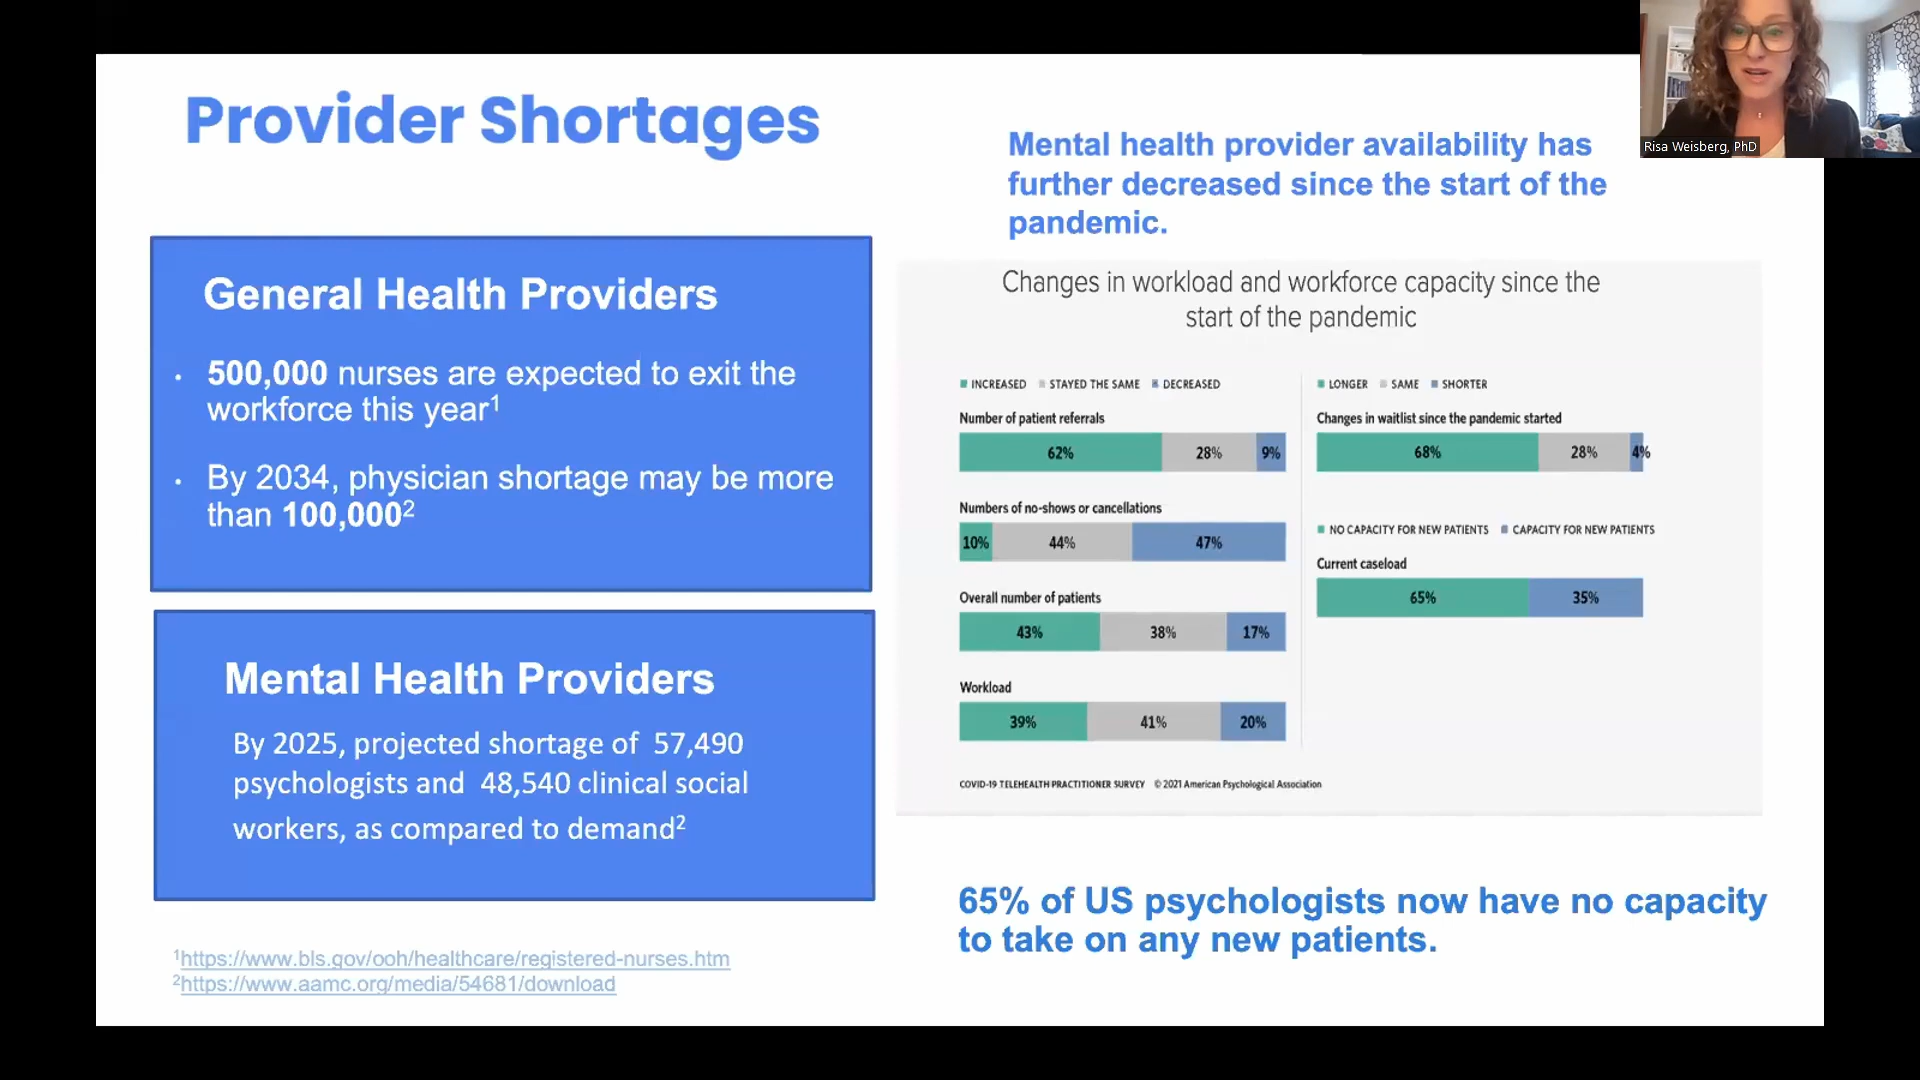 Provider Shortages
General Health Providers
• 500,000 nurses are expected to exit the
workforce this year1
• By 2034, physician shortage may be more
than 100,0002
Mental Health Providers
By 2025, projected shortage of 57,490
psychologists and 48,540 clinical social
workers, as compared to demand2
1https://www.bls.gov/ooh/healthcare/registered-nurses.htm
2https://www.aamc.org/media/54681/download
Mental health provider availability has
further decreased since the start of the
pandemic.
Changes in workload and workforce capacity since the
start of the pandemic
INCREASED STAYED THE SAME DECREASED
Number of patient referrals
62% 28% 9%
Numbers of no-shows or cancellations
10% 44% 47%
Overall number of patients
43% 38% 17%
Workload
39% 41% 20%
LONGER SAME SHORTER
Changes in waitlist since the pandemic started
68% 28% 4%
NO CAPACITY FOR NEW PATIENTS CAPACITY FOR NEW PATIENTS
Current caseload
65% 35%
COVID-19 TELEHEALTH PRACTITIONER SURVEY © 2021 American Psychological Association
65% of US psychologists now have no capacity
to take on any new patients.
Risa Weisberg, PhD